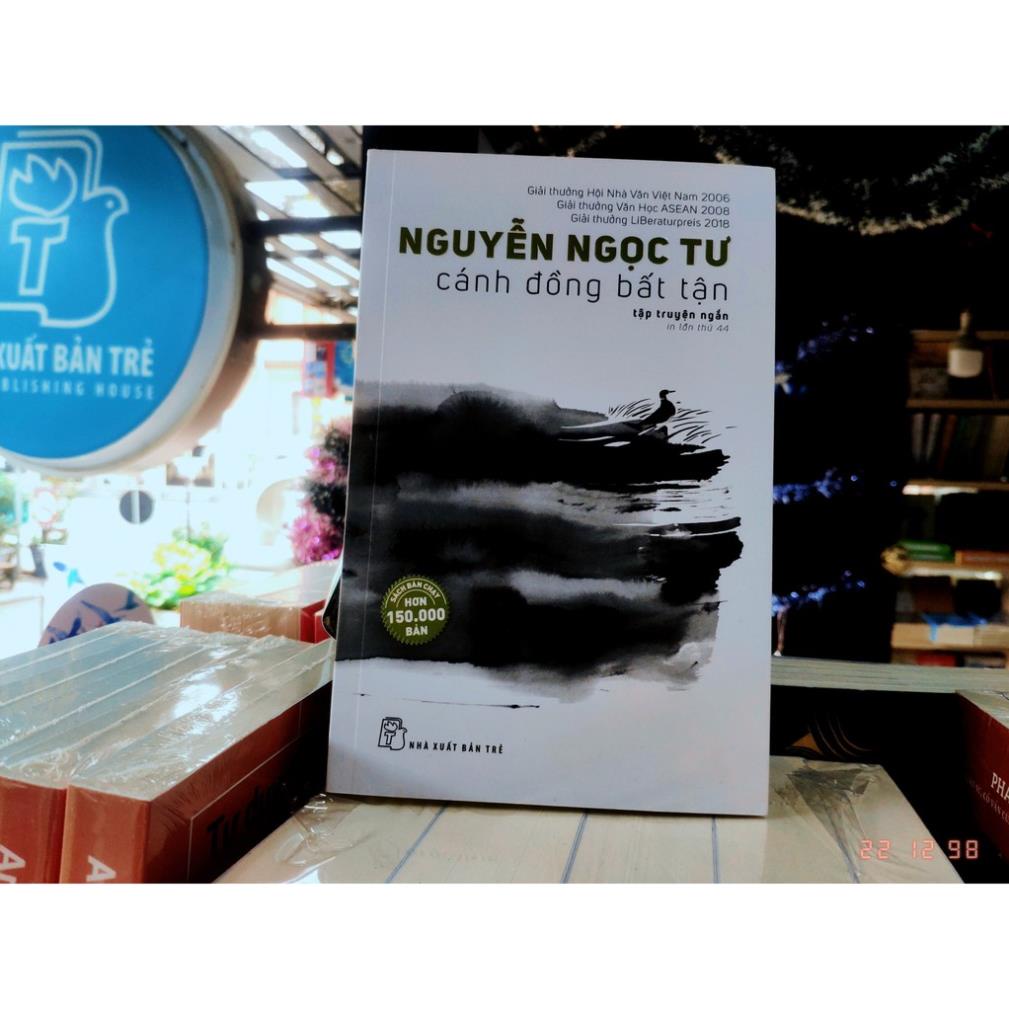 Giải thưởng Hội Nhà Văn Việt Nam 2006
Giải thưởng Văn Học ASEAN 2008
Giải thưởng LiBeraturpreis 2018
NGUYỄN NGỌC TƯ
cánh đồng bất tận
tập truyện ngắn
in lần thứ 44
SÁCH BÁN CHẠY
HƠN
150.000
BẢN
NHÀ XUẤT BẢN TRẺ
XUẤT BẢN TRẺ
BLISHING HOUSE
PHA
22 12 98